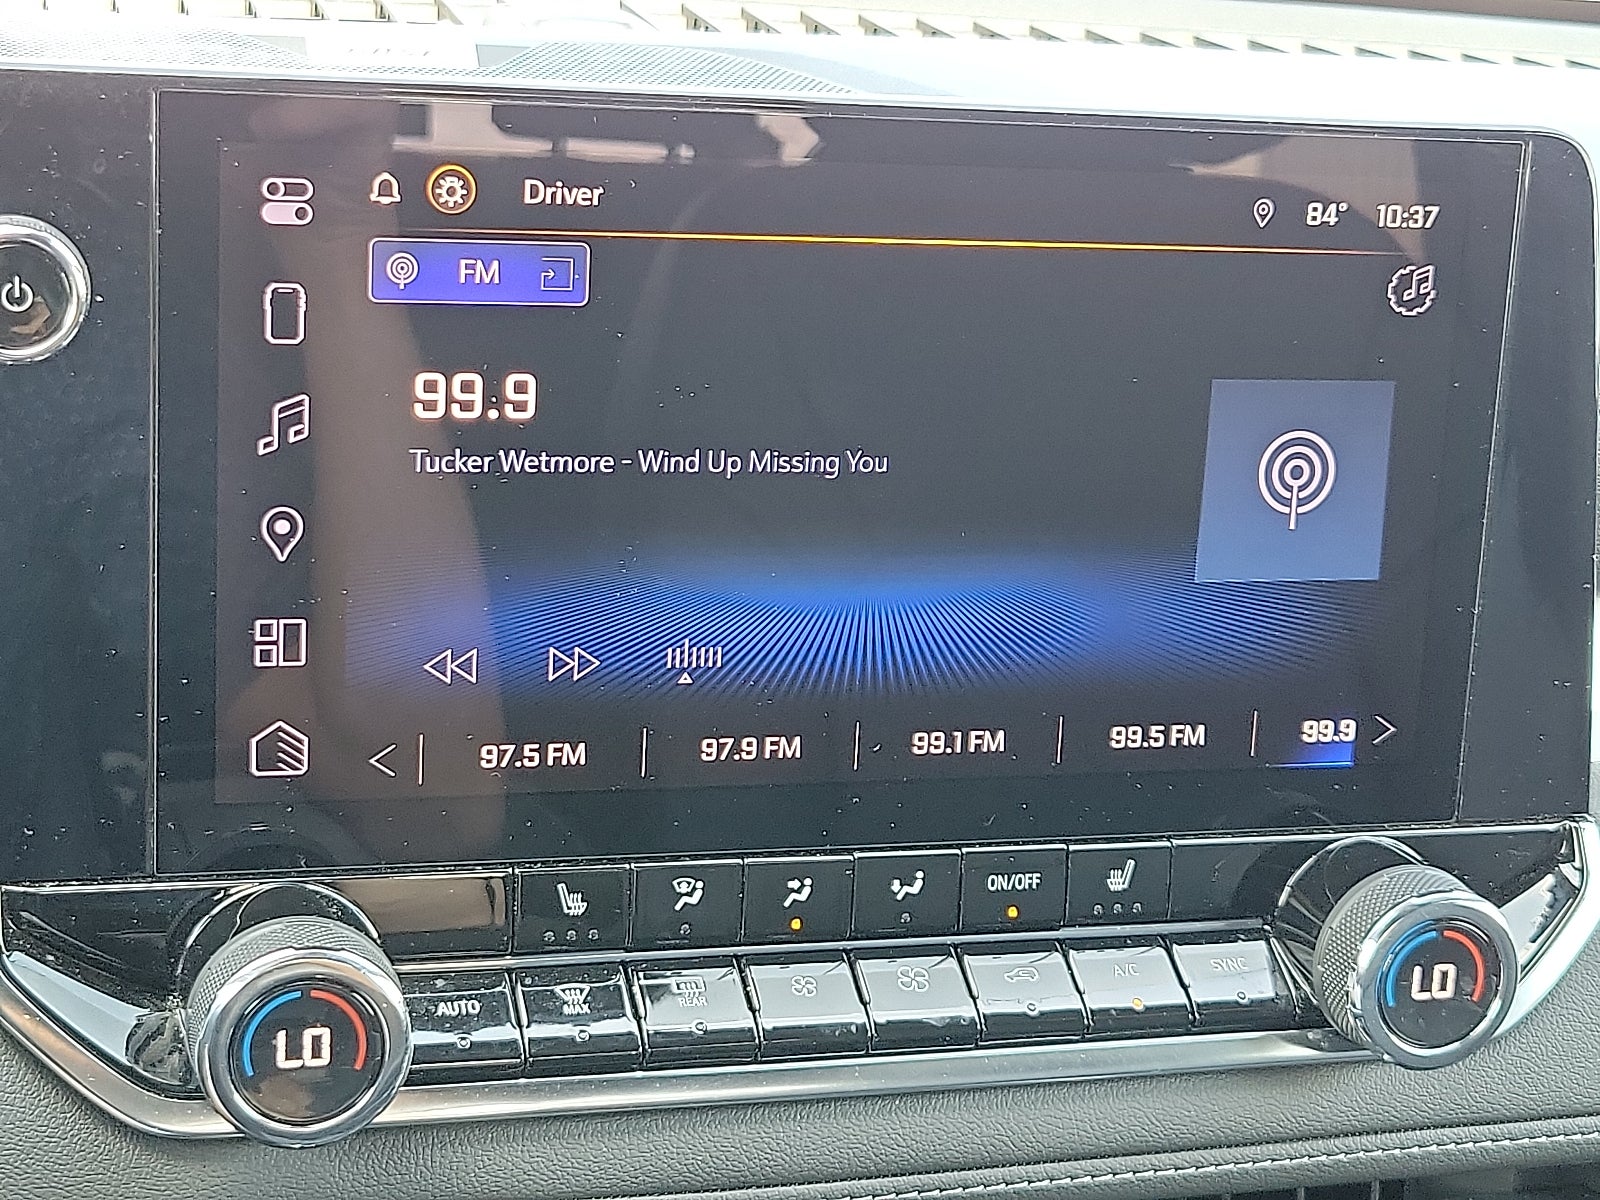 Driver
84° 10:37
FM
99.9
Tucker Wetmore - Wind Up Missing You
97.5 FM 97.9 FM 99.1 FM 99.5 FM 99.9
ON/OFF
AUTO MAX REAR A/C SYNC
LO LO